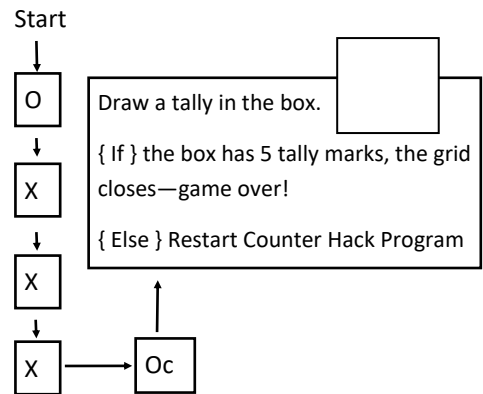 Start
O
Draw a tally in the box.
X
{ If } the box has 5 tally marks, the grid
closes—game over!
X
{ Else } Restart Counter Hack Program
X
Oc